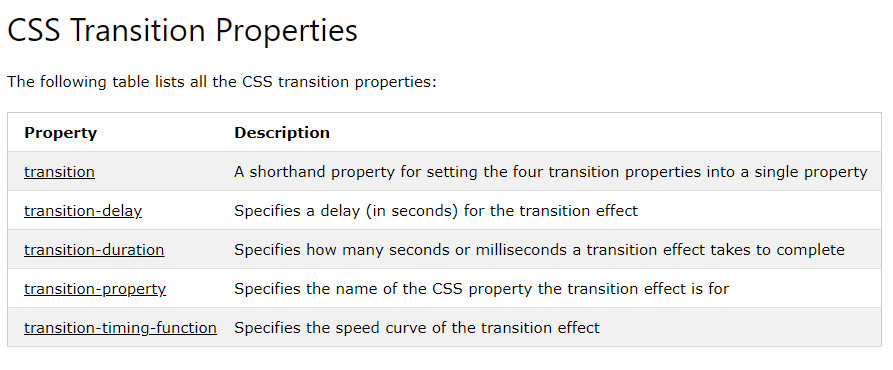 CSS Transition Properties
The following table lists all the CSS transition properties:
Property Description
transition A shorthand property for setting the four transition properties into a single property
transition-delay Specifies a delay (in seconds) for the transition effect
transition-duration Specifies how many seconds or milliseconds a transition effect takes to complete
transition-property Specifies the name of the CSS property the transition effect is for
transition-timing-function Specifies the speed curve of the transition effect